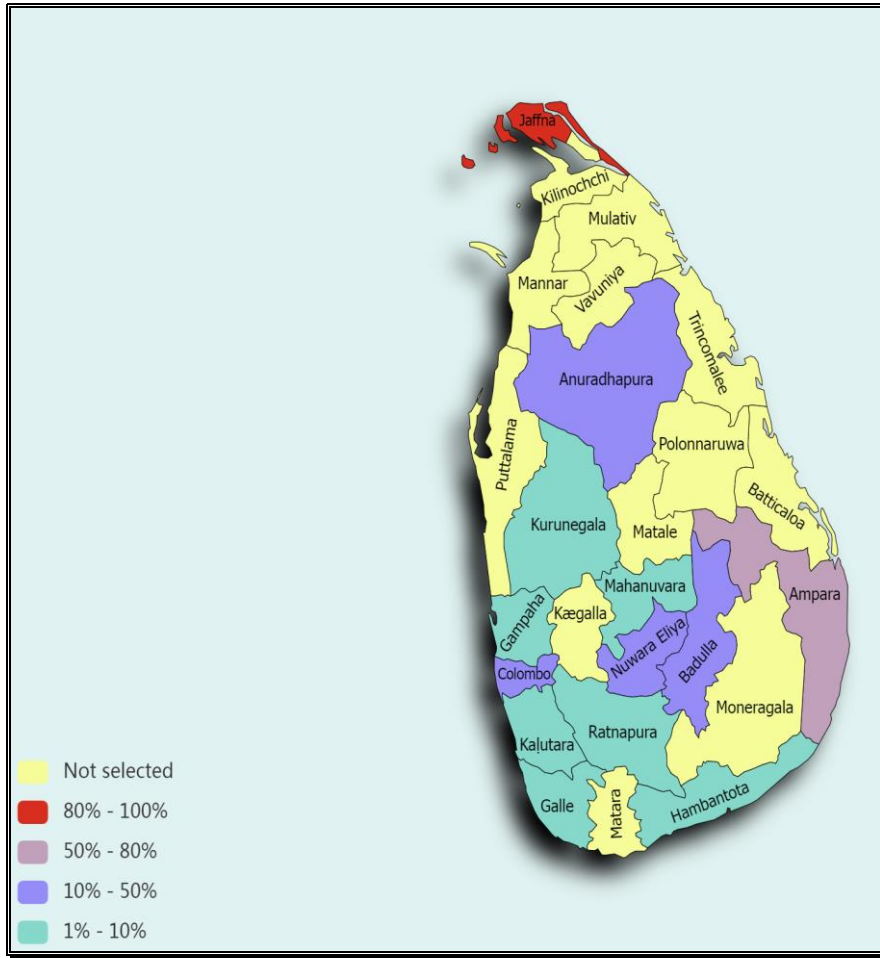 Jaffna
Kilinochchi
Mulativ
Mannar
Vavuniya
Trincomalee
Anuradhapura
Puttalama
Polonnaruwa
Batticaloa
Kurunegala
Matale
Mahanuvara
Ampara
Gampaha
Kægalla
Nuwara Eliya
Badulla
Colombo
Moneragala
Ratnapura
Kaḷutara
Galle
Matara
Hambantota
Not selected
80% - 100%
50% - 80%
10% - 50%
1% - 10%